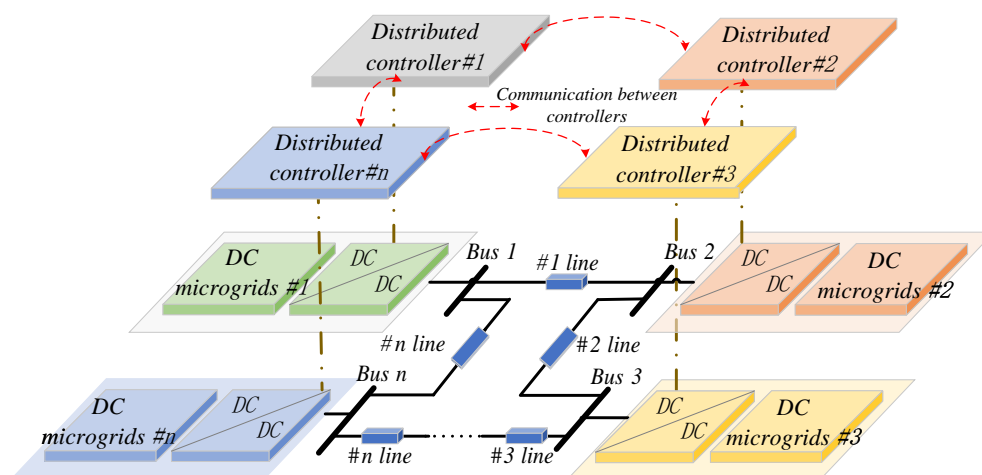 Distributed
controller#1
Distributed
controller#2
Communication between
controllers
Distributed
controller#n
Distributed
controller#3
DC
microgrids #1
DC
DC
Bus 1
#1 line
Bus 2
DC
DC
DC
microgrids #2
#n line
#2 line
Bus n
Bus 3
DC
microgrids #n
DC
DC
#n line
#3 line
DC
DC
DC
microgrids #3